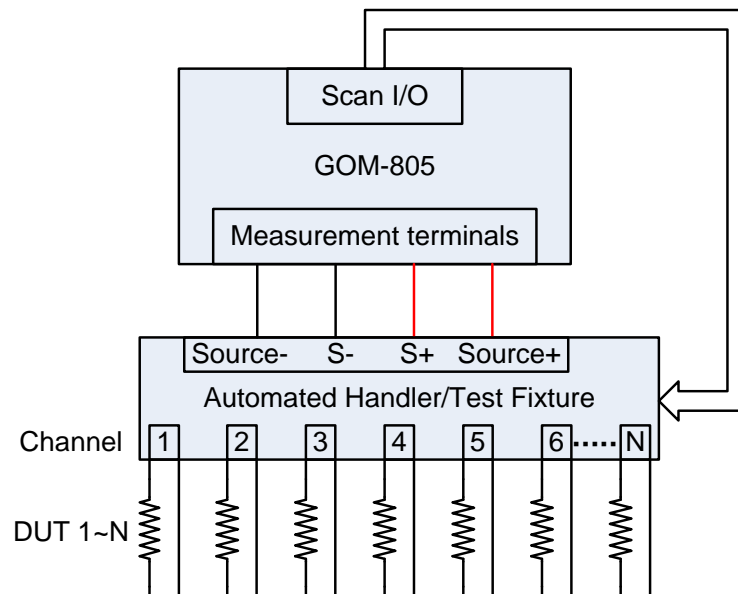 Scan I/O
GOM-805
Measurement terminals
Source- S- S+ Source+
Automated Handler/Test Fixture
Channel 1 2 3 4 5 6 ..... N
DUT 1~N